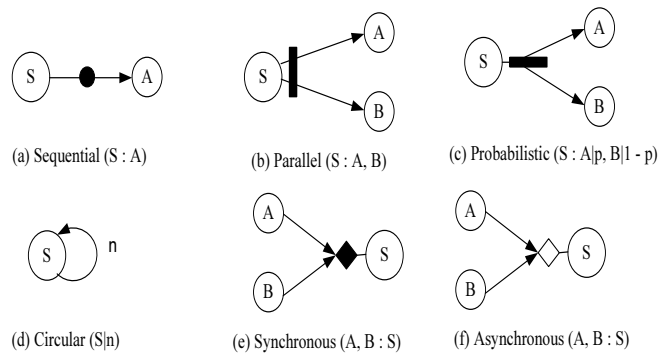 S
A
(a) Sequential (S : A)
S
A
B
(b) Parallel (S : A, B)
S
A
B
(c) Probabilistic (S : A|p, B|1 - p)
S
n
(d) Circular (S|n)
A
B
S
(e) Synchronous (A, B : S)
A
B
S
(f) Asynchronous (A, B : S)